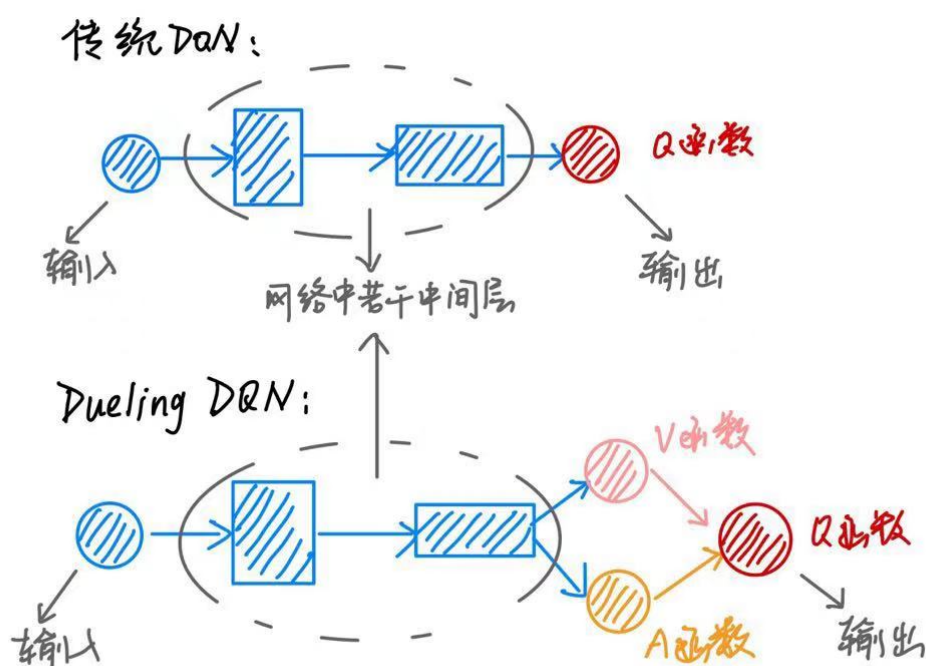 传统DQN:
Q函数
输入
输出
网络中若干中间层
Dueling DQN:
V函数
Q函数
A函数
输入
输出